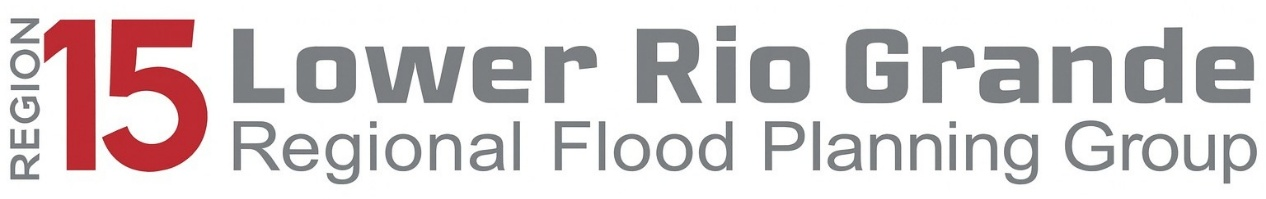 REGION
15
Lower Rio Grande
Regional Flood Planning Group